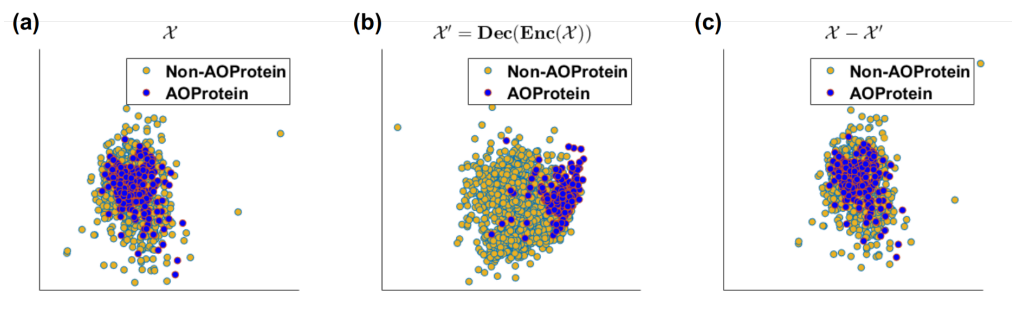 (a)
𝒳
Non-AOProtein
AOProtein
(b)
𝒳′ = Dec(Enc(𝒳))
Non-AOProtein
AOProtein
(c)
𝒳 − 𝒳′
Non-AOProtein
AOProtein